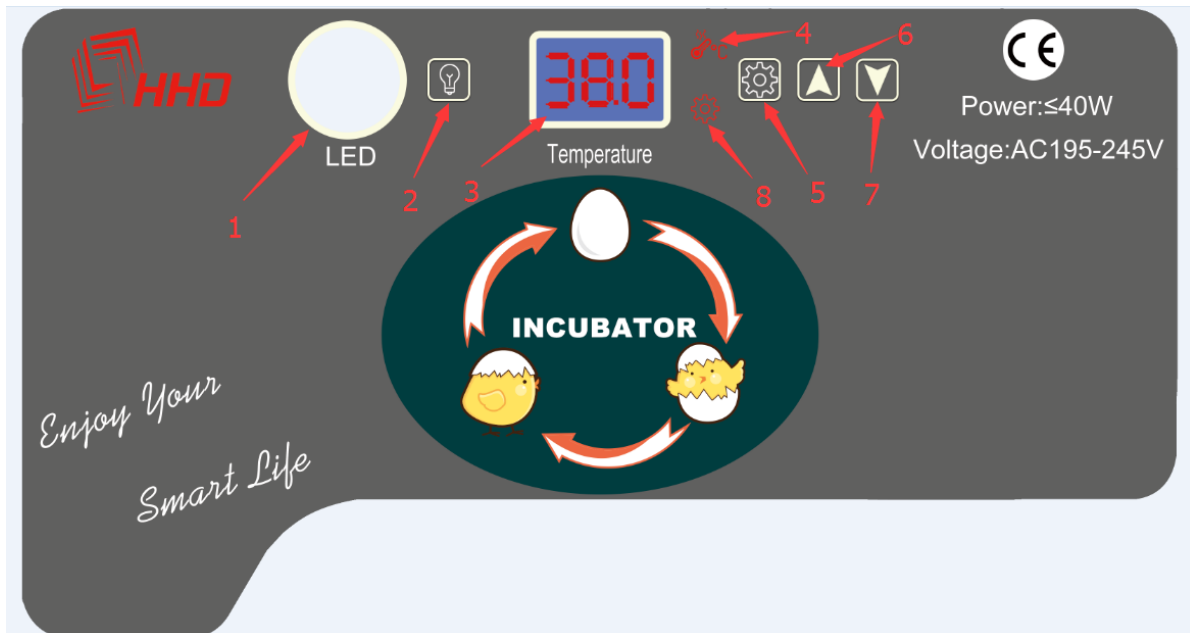 HHD
LED
38.0
Temperature
4
6
CE
Power:≤40W
Voltage:AC195-245V
1
2
3
8
5
7
INCUBATOR
Enjoy Your
Smart Life
℃